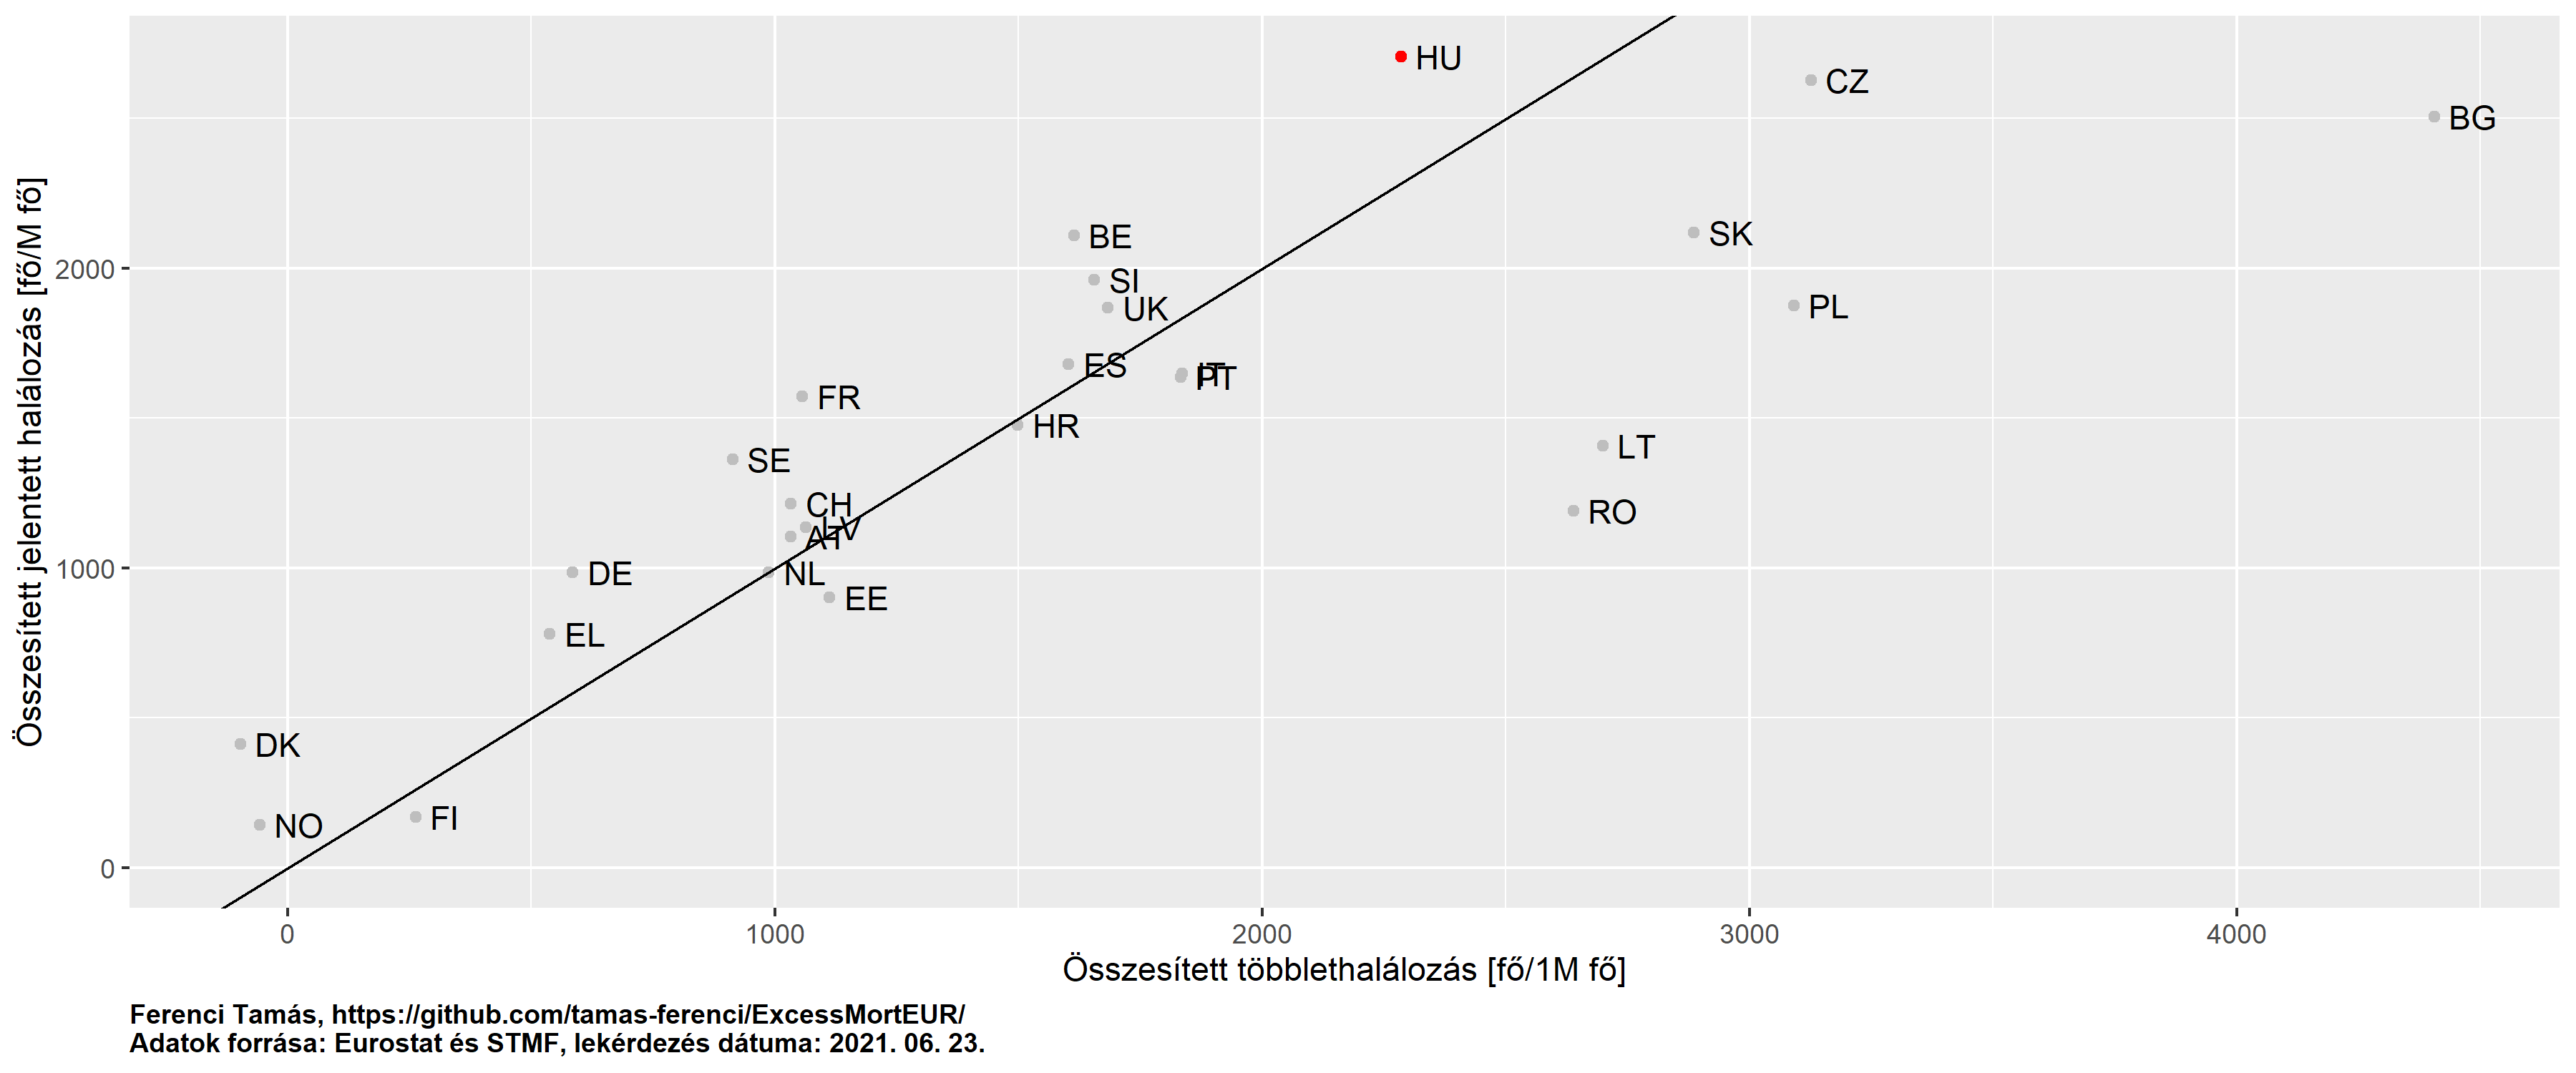 Összesített jelentett halálozás [fő/M fő]
2000
1000
0
HU
CZ
BG
BE
SK
SI
UK
PL
ES
IT
PT
FR
HR
LT
SE
CH
RO
LV
AT
DE
NL
EE
EL
DK
NO
FI
0 1000 2000 3000 4000
Összesített többlethalálozás [fő/1M fő]
Ferenci Tamás, https://github.com/tamas-ferenci/ExcessMortEUR/
Adatok forrása: Eurostat és STMF, lekérdezés dátuma: 2021. 06. 23.